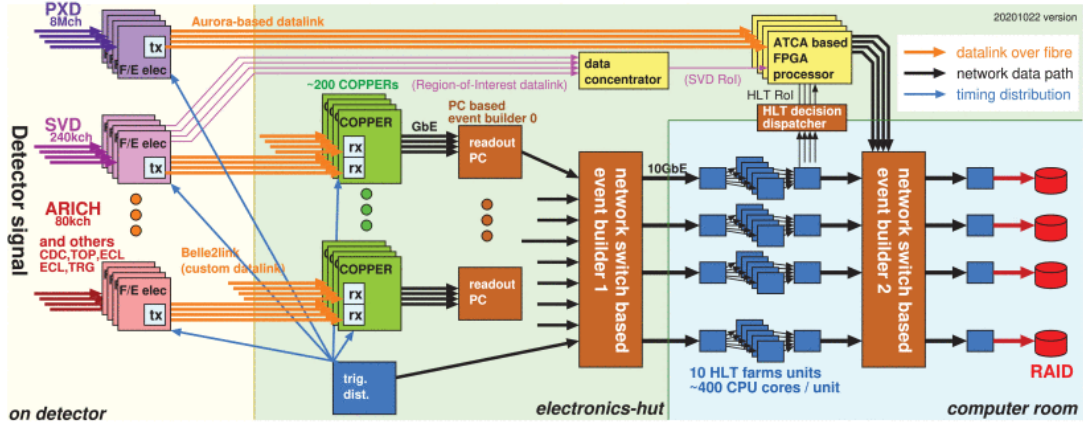 PXD
8Mch
tx
F/E elec
Aurora-based datalink
20201022 version
ATCA based
FPGA
processor
datalink over fibre
network data path
timing distribution
data
concentrator
(SVD RoI)
HLT RoI
HLT decision
dispatcher
~200 COPPERs
(Region-of-Interest datalink)
PC based
event builder 0
SVD
240kch
F/E elec
tx
COPPER
rx
rx
GbE
readout
PC
network switch based
event builder 1
10GbE
network switch based
event builder 2
Detector signal
ARICH
80kch
and others
CDC,TOP,ECL
ECL,TRG
Belle2link
(custom datalink)
F/E elec
tx
COPPER
rx
rx
readout
PC
trig.
dist.
10 HLT farms units
~400 CPU cores / unit
RAID
on detector
electronics-hut
computer room